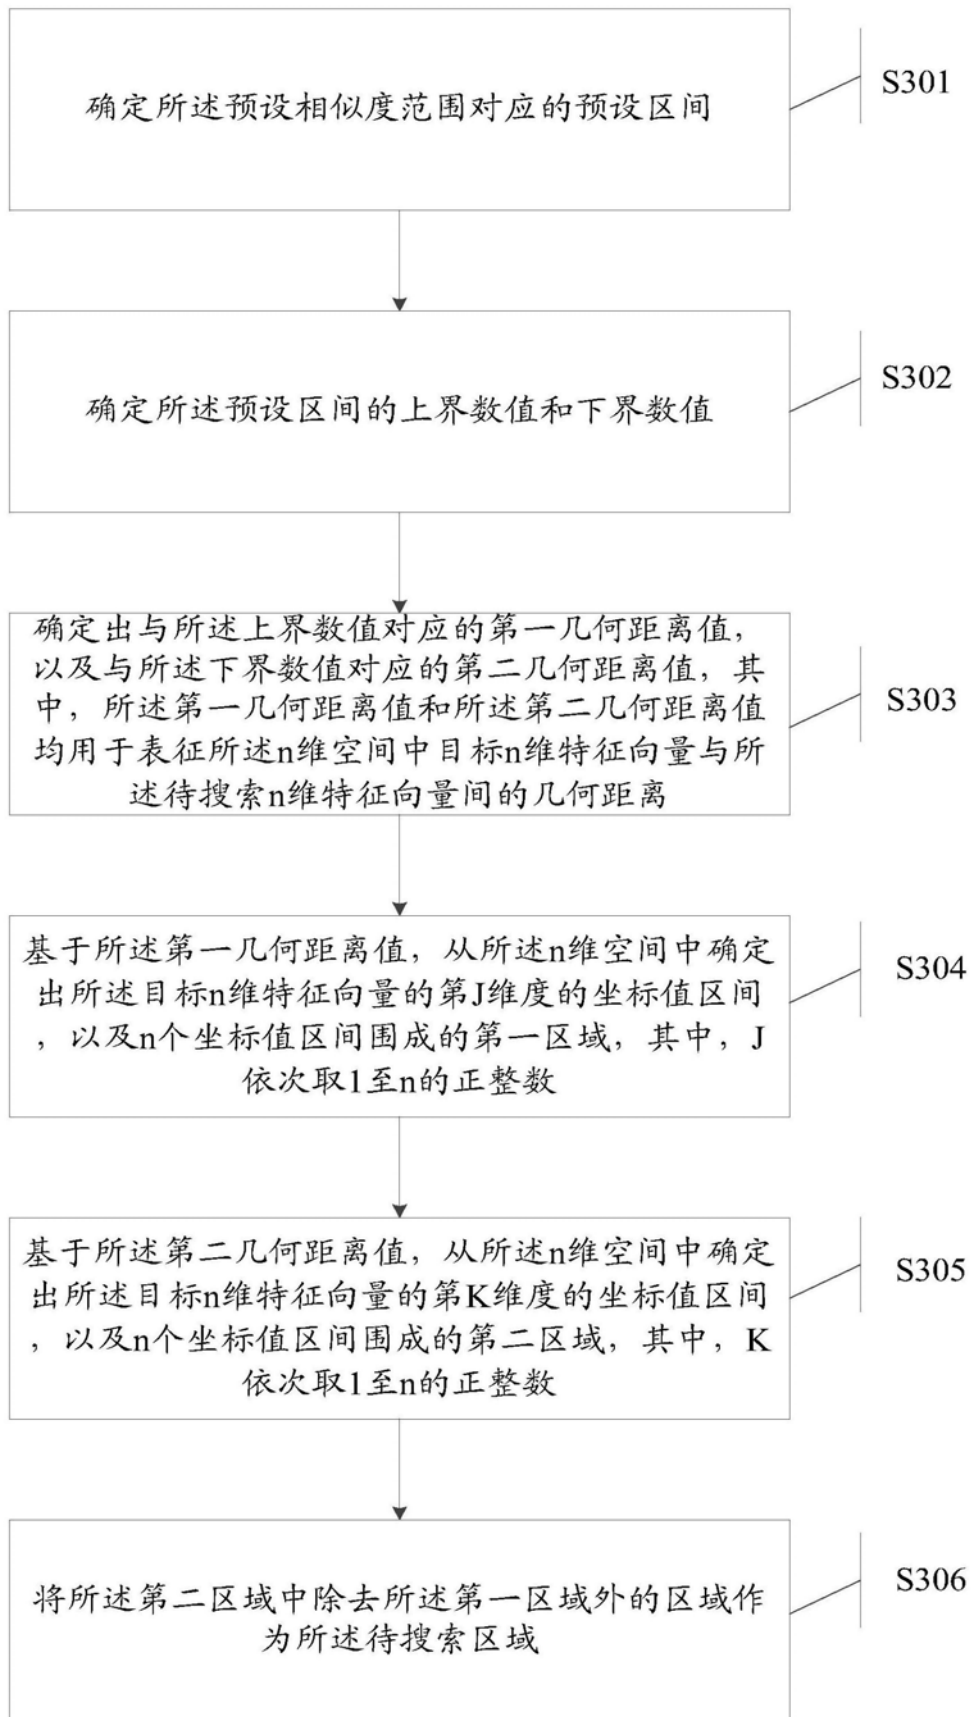 确定所述预设相似度范围对应的预设区间
S301
确定所述预设区间的上界数值和下界数值
S302
确定出与所述上界数值对应的第一几何距离值，
以及与所述下界数值对应的第二几何距离值，其
中，所述第一几何距离值和所述第二几何距离值
均用于表征所述n维空间中目标n维特征向量与所
述待搜索n维特征向量间的几何距离
S303
基于所述第一几何距离值，从所述n维空间中确定
出所述目标n维特征向量的第J维度的坐标值区间
，以及n个坐标值区间围成的第一区域，其中，J
依次取1至n的正整数
S304
基于所述第二几何距离值，从所述n维空间中确定
出所述目标n维特征向量的第K维度的坐标值区间
，以及n个坐标值区间围成的第二区域，其中，K
依次取1至n的正整数
S305
将所述第二区域中除去所述第一区域外的区域作
为所述待搜索区域
S306